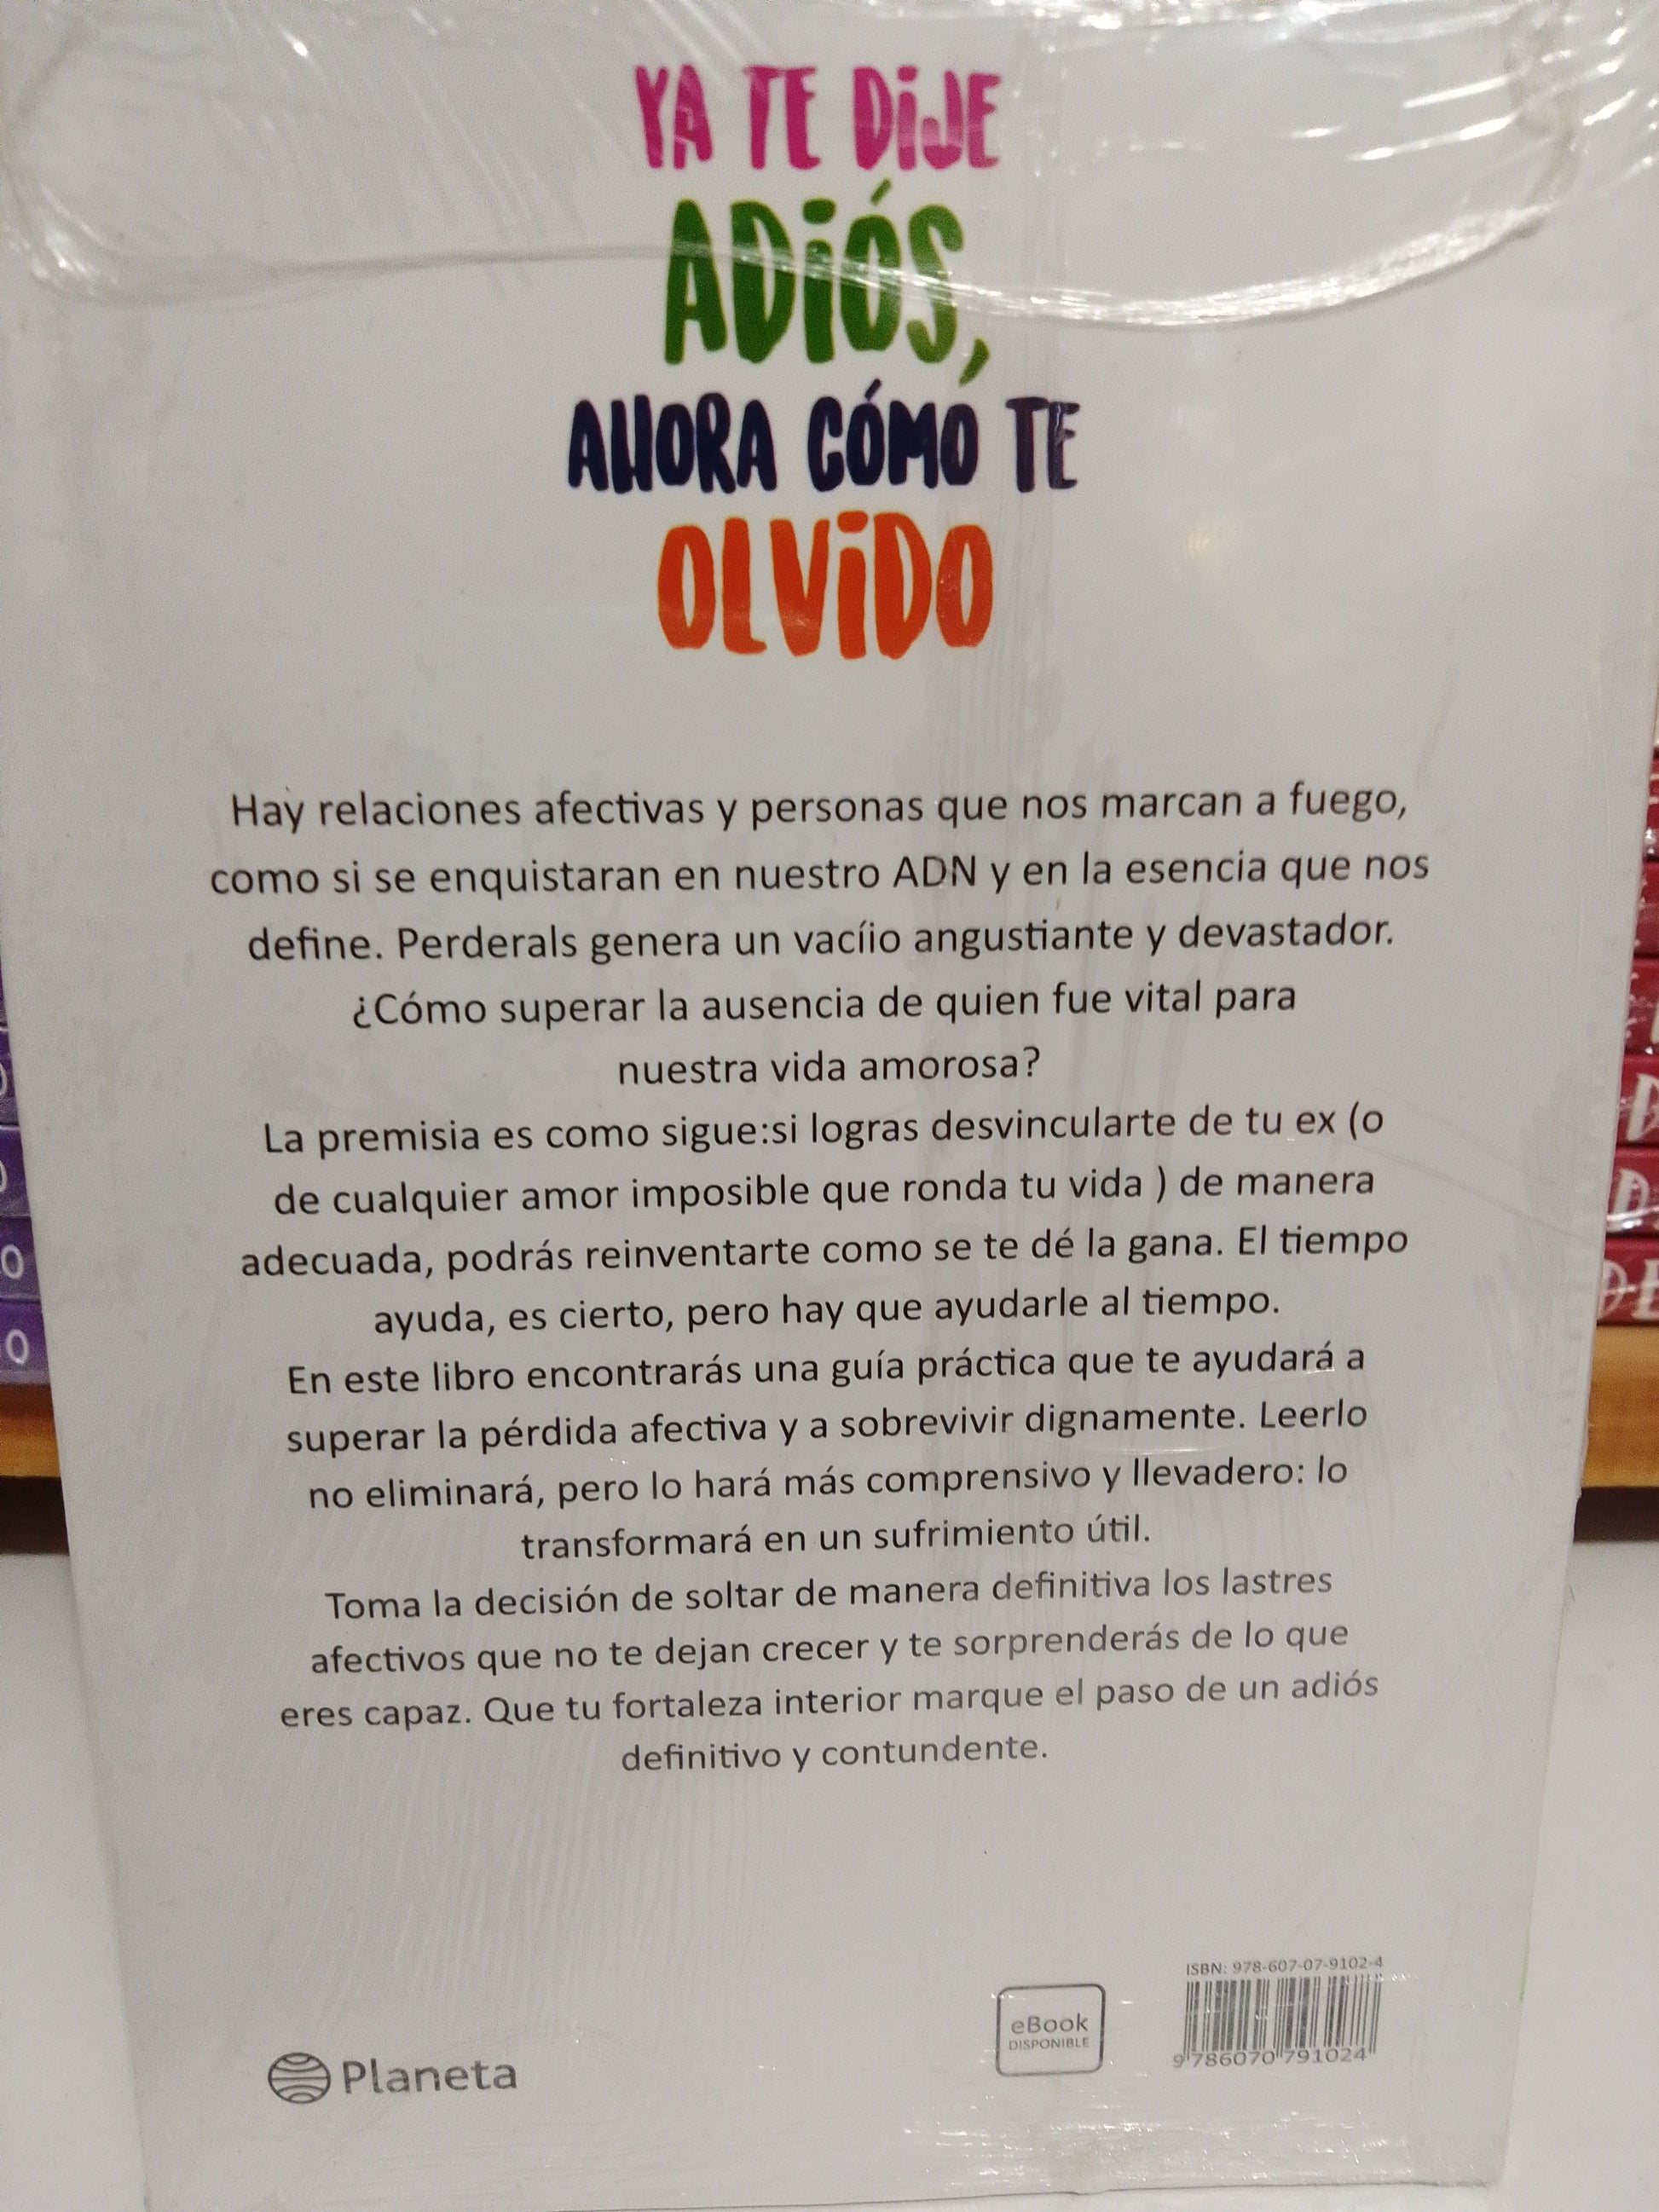 YA TE DiJE
ADiÓS,
AHORA CÓMO TE
OLViDO
Hay relaciones afectivas y personas que nos marcan a fuego,
como si se enquistaran en nuestro ADN y en la esencia que nos
define. Perderals genera un vacíio angustiante y devastador.
¿Cómo superar la ausencia de quien fue vital para
nuestra vida amorosa?
La premisia es como sigue:si logras desvincularte de tu ex (o
de cualquier amor imposible que ronda tu vida ) de manera
adecuada, podrás reinventarte como se te dé la gana. El tiempo
ayuda, es cierto, pero hay que ayudarle al tiempo.
En este libro encontrarás una guía práctica que te ayudará a
superar la pérdida afectiva y a sobrevivir dignamente. Leerlo
no eliminará, pero lo hará más comprensivo y llevadero: lo
transformará en un sufrimiento útil.
Toma la decisión de soltar de manera definitiva los lastres
afectivos que no te dejan crecer y te sorprenderás de lo que
eres capaz. Que tu fortaleza interior marque el paso de un adiós
definitivo y contundente.
ISBN: 978-607-07-9102-4
eBook
DISPONIBLE
9 786070 791024
Planeta